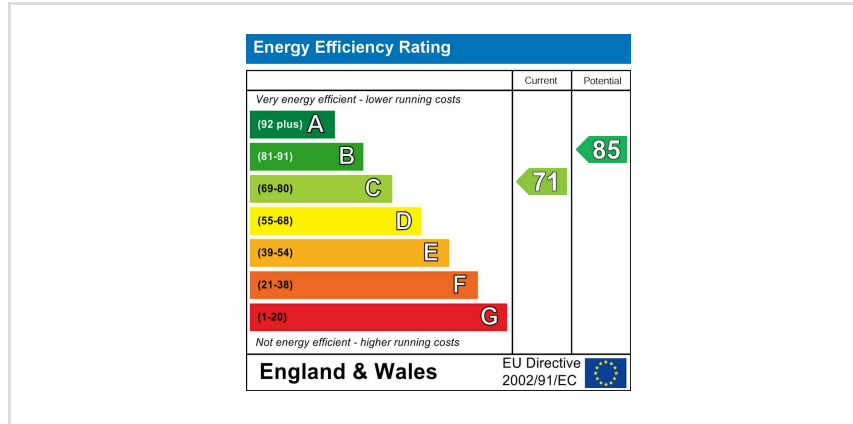 Energy Efficiency Rating
Current Potential
Very energy efficient - lower running costs
(92 plus) A
(81-91) B
85
(69-80) C
71
(55-68) D
(39-54) E
(21-38) F
(1-20) G
Not energy efficient - higher running costs
England & Wales
EU Directive
2002/91/EC